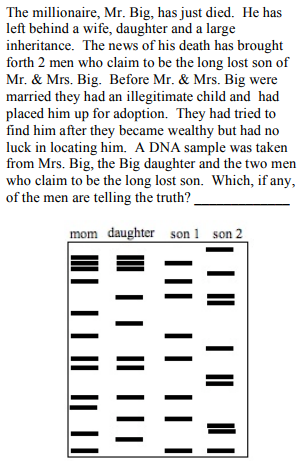 The millionaire, Mr. Big, has just died.  He has
left behind a wife, daughter and a large
inheritance.  The news of his death has brought
forth 2 men who claim to be the long lost son of
Mr. & Mrs. Big.  Before Mr. & Mrs. Big were
married they had an illegitimate child and  had
placed him up for adoption.  They had tried to
find him after they became wealthy but had no
luck in locating him.  A DNA sample was taken
from Mrs. Big, the Big daughter and the two men
who claim to be the long lost son.  Which, if any,
of the men are telling the truth? _____________
mom daughter son 1 son 2